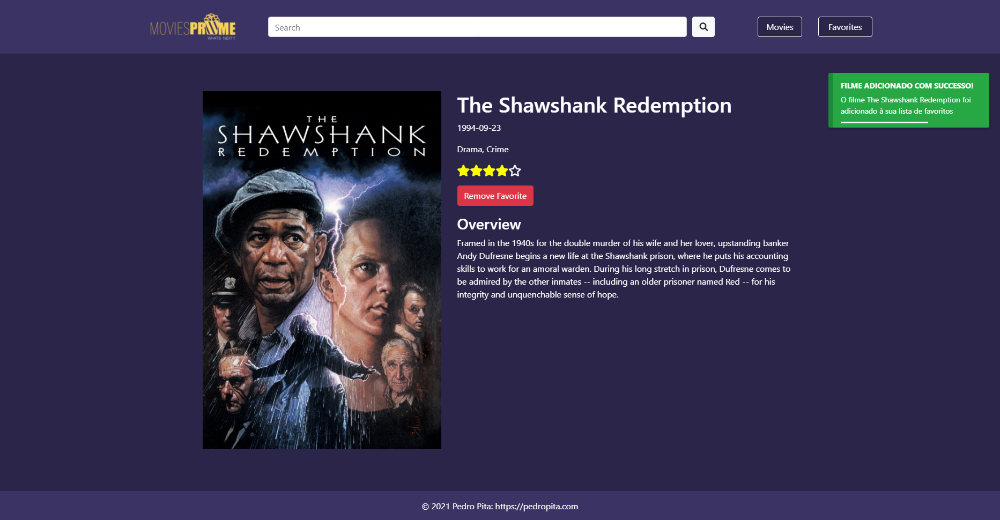 MOVIESPRIME
WHATS NEXT?
Search
Movies
Favorites
FILME ADICIONADO COM SUCCESSO!
O filme The Shawshank Redemption foi
adicionado à sua lista de favoritos
THE
SHAWSHANK
REDEMPTION
The Shawshank Redemption
1994-09-23
Drama, Crime
Remove Favorite
Overview
Framed in the 1940s for the double murder of his wife and her lover, upstanding banker
Andy Dufresne begins a new life at the Shawshank prison, where he puts his accounting
skills to work for an amoral warden. During his long stretch in prison, Dufresne comes to
be admired by the other inmates -- including an older prisoner named Red -- for his
integrity and unquenchable sense of hope.
© 2021 Pedro Pita: https://pedropita.com